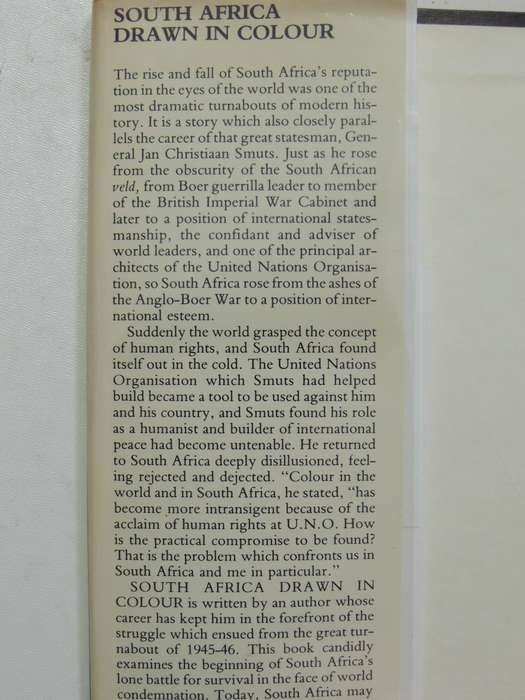 SOUTH AFRICA
DRAWN IN COLOUR
The rise and fall of South Africa's reputa-
tion in the eyes of the world was one of the
most dramatic turnabouts of modern his-
tory. It is a story which also closely paral-
lels the career of that great statesman, Gen-
eral Jan Christiaan Smuts. Just as he rose
from the obscurity of the South African
veld, from Boer guerrilla leader to member
of the British Imperial War Cabinet and
later to a position of international states-
manship, the confidant and adviser of
world leaders, and one of the principal ar-
chitects of the United Nations Organisa-
tion, so South Africa rose from the ashes of
the Anglo-Boer War to a position of inter-
national esteem.
Suddenly the world grasped the concept
of human rights, and South Africa found
itself out in the cold. The United Nations
Organisation which Smuts had helped
build became a tool to be used against him
and his country, and Smuts found his role
as a humanist and builder of international
peace had become untenable. He returned
to South Africa deeply disillusioned, feel-
ing rejected and dejected. “Colour in the
world and in South Africa, he stated, “has
become more intransigent because of the
acclaim of human rights at U.N.O. How
is the practical compromise to be found?
That is the problem which confronts us in
South Africa and me in particular.”
SOUTH AFRICA DRAWN IN
COLOUR is written by an author whose
career has kept him in the forefront of the
struggle which ensued from the great tur-
nabout of 1945-46. This book candidly
examines the beginning of South Africa's
lone battle for survival in the face of world
condemnation. Today, South Africa may